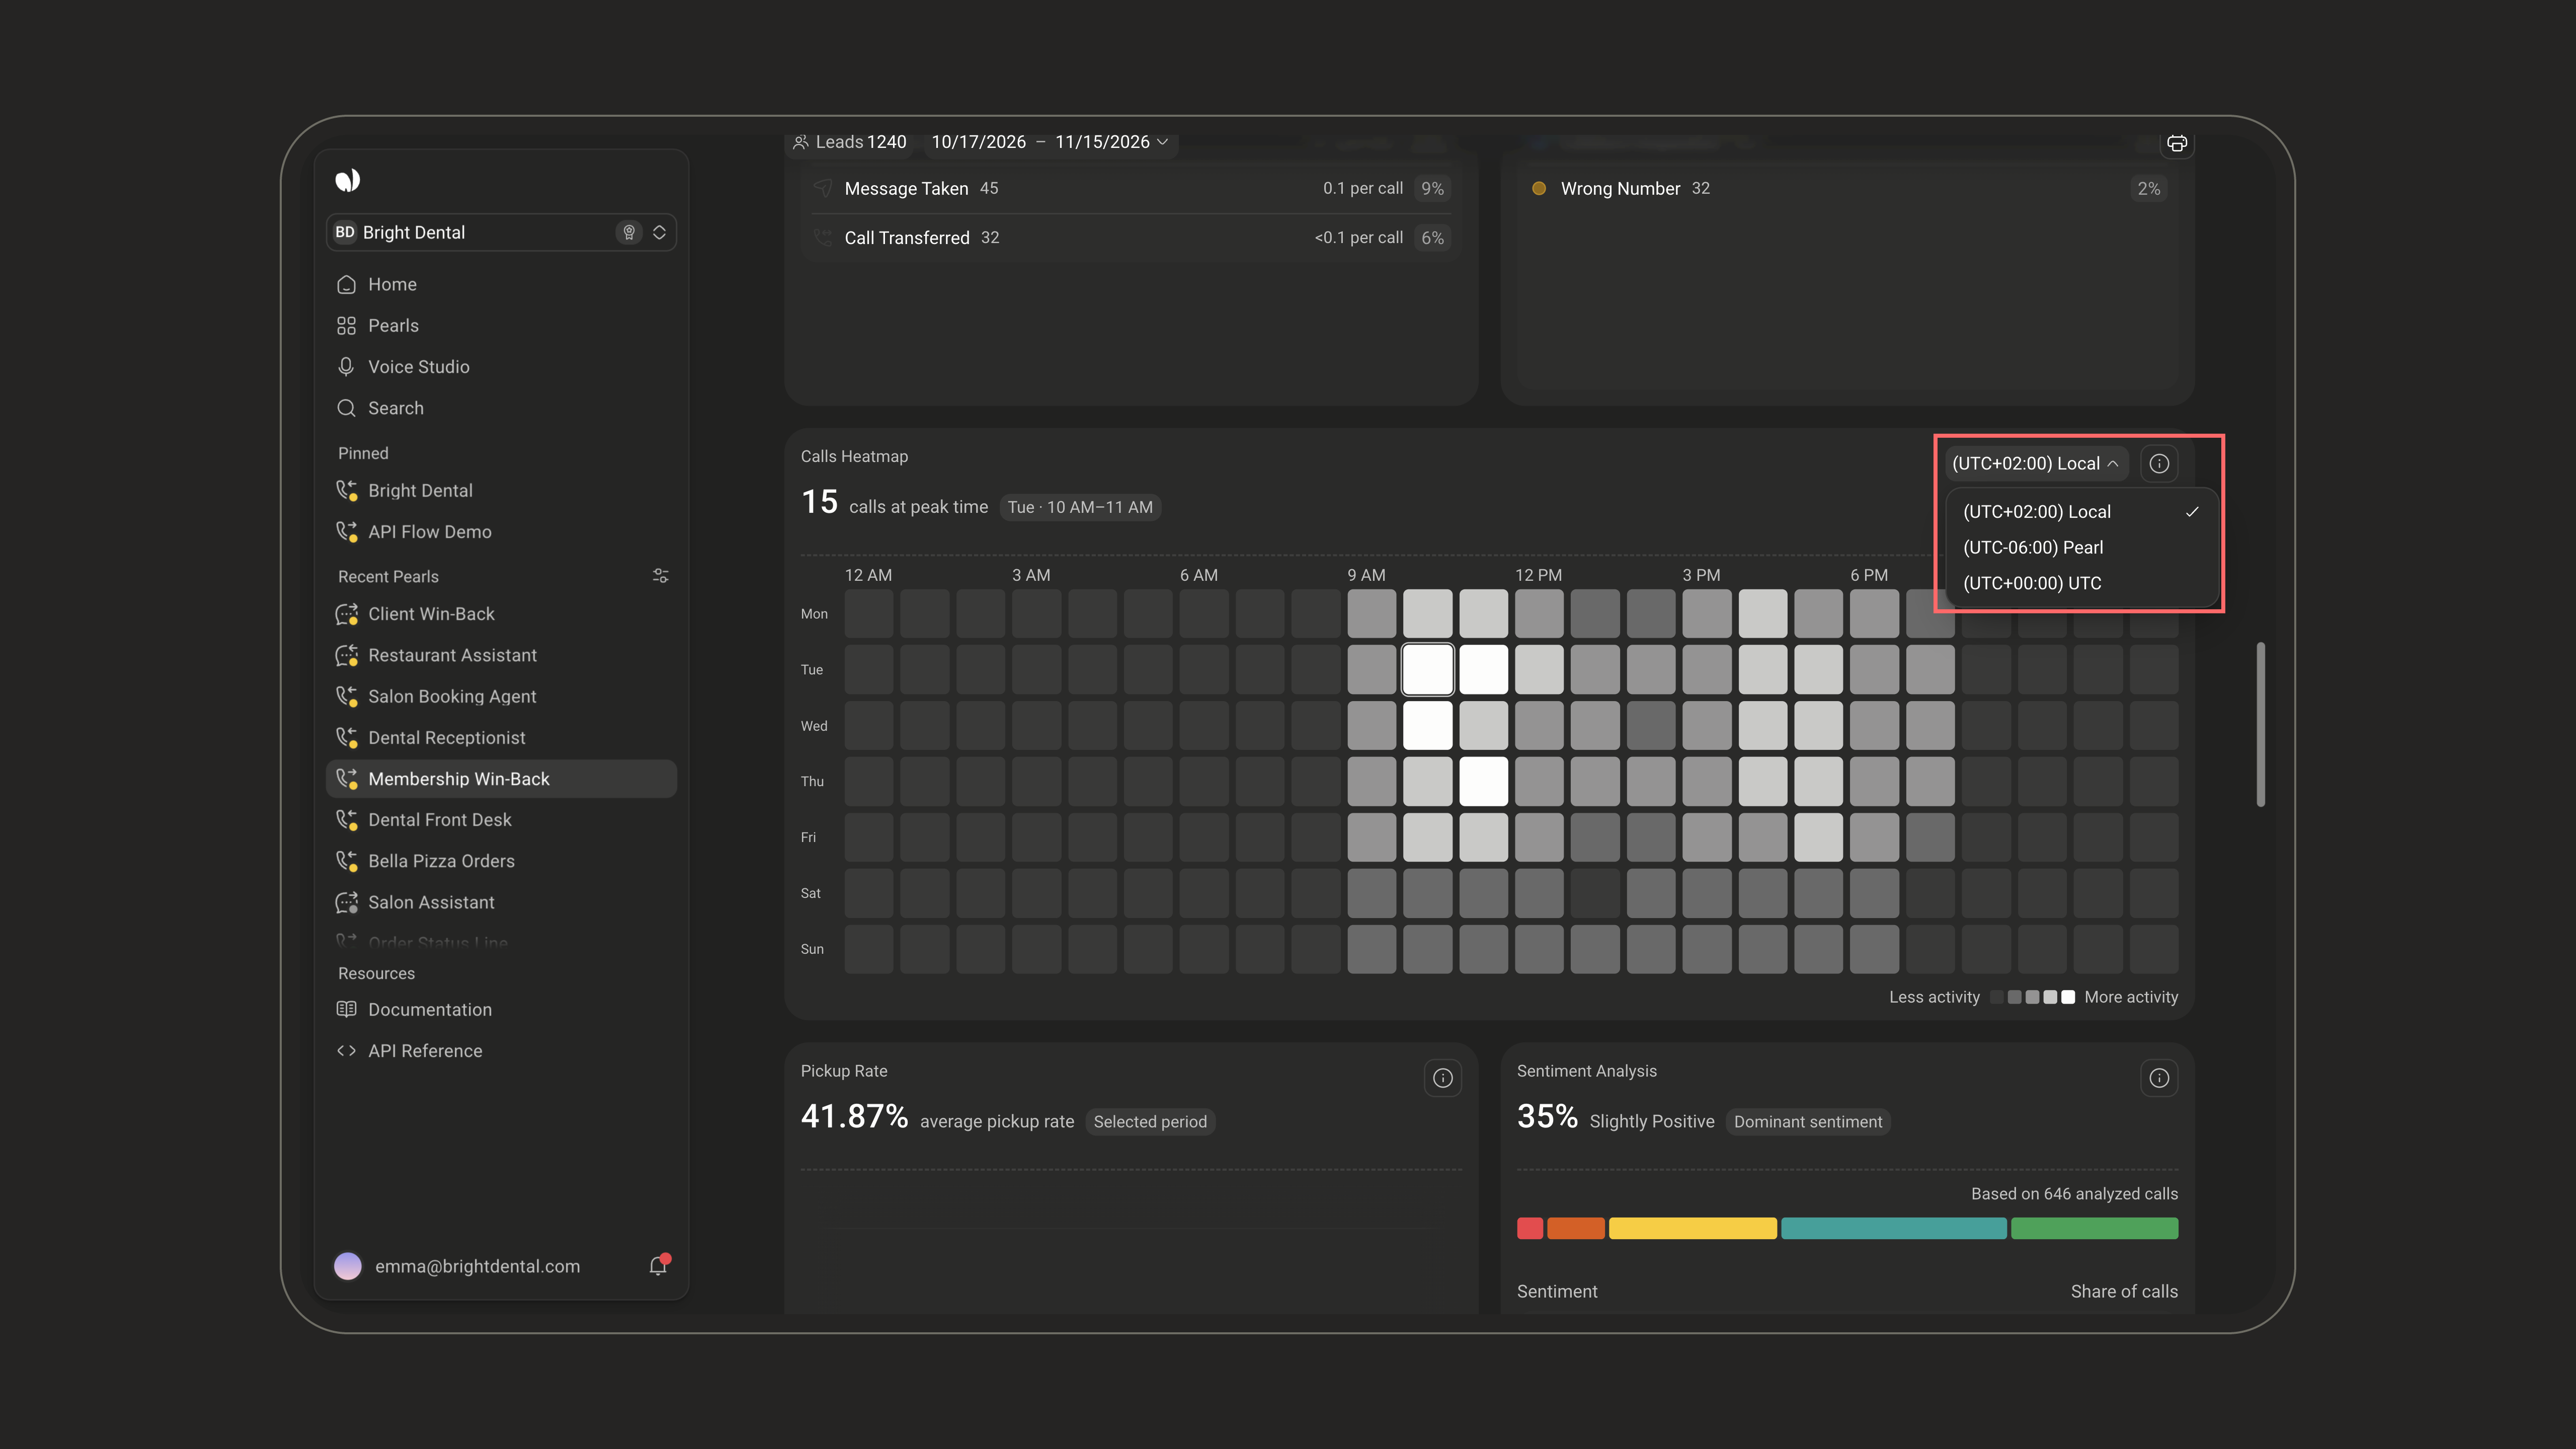 BD Bright Dental
Home
Pearls
Voice Studio
Search
Pinned
Bright Dental
API Flow Demo
Recent Pearls
Client Win-Back
Restaurant Assistant
Salon Booking Agent
Dental Receptionist
Membership Win-Back
Dental Front Desk
Bella Pizza Orders
Salon Assistant
Order Status Line
Resources
Documentation
API Reference
emma@brightdental.com
Leads 1240 10/17/2026 – 11/15/2026
Message Taken 45 0.1 per call 9%
Call Transferred 32 <0.1 per call 6%
Wrong Number 32 2%
Calls Heatmap
15 calls at peak time Tue · 10 AM–11 AM
(UTC+02:00) Local
(UTC+02:00) Local
(UTC-06:00) Pearl
(UTC+00:00) UTC
12 AM 3 AM 6 AM 9 AM 12 PM 3 PM 6 PM
Mon
Tue
Wed
Thu
Fri
Sat
Sun
Less activity More activity
Pickup Rate
41.87% average pickup rate Selected period
Sentiment Analysis
35% Slightly Positive Dominant sentiment
Based on 646 analyzed calls
Sentiment Share of calls